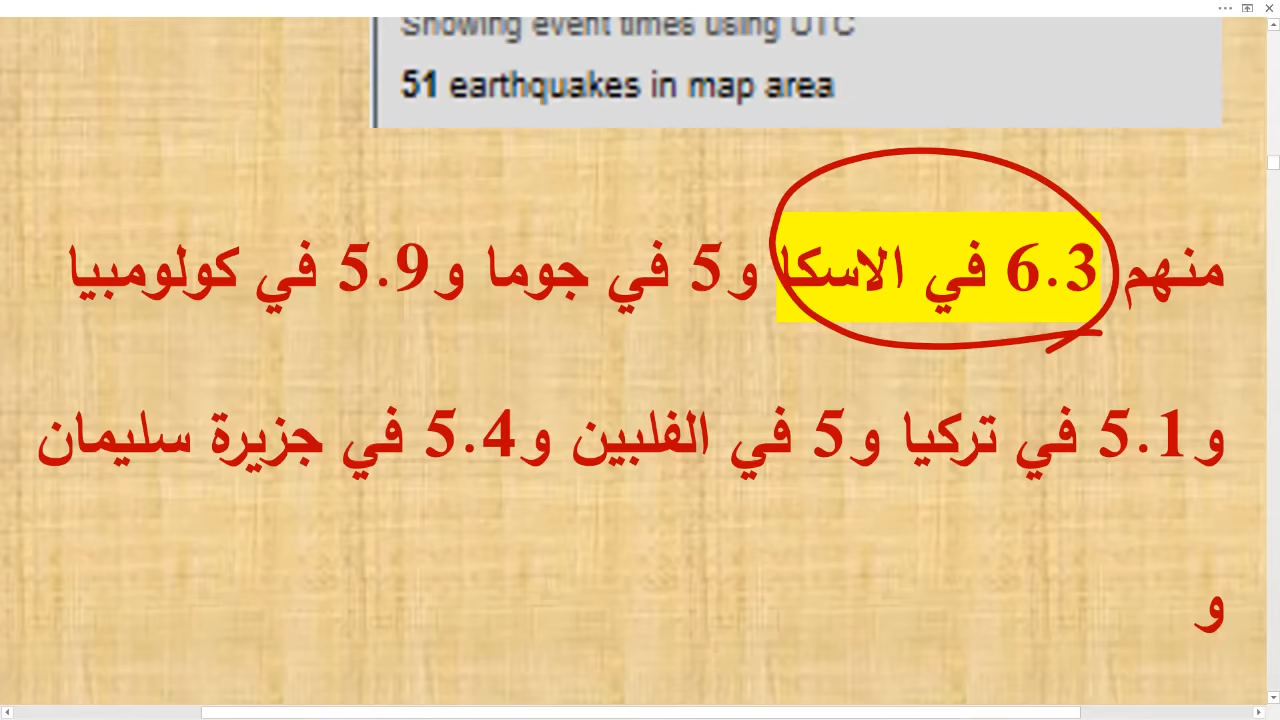 Showing event times using UTC
51 earthquakes in map area
منهم 6.3 في الاسكا و5 في جوما و5.9 في كولومبيا
و5.1 في تركيا و5 في الفلبين و5.4 في جزيرة سليمان
و